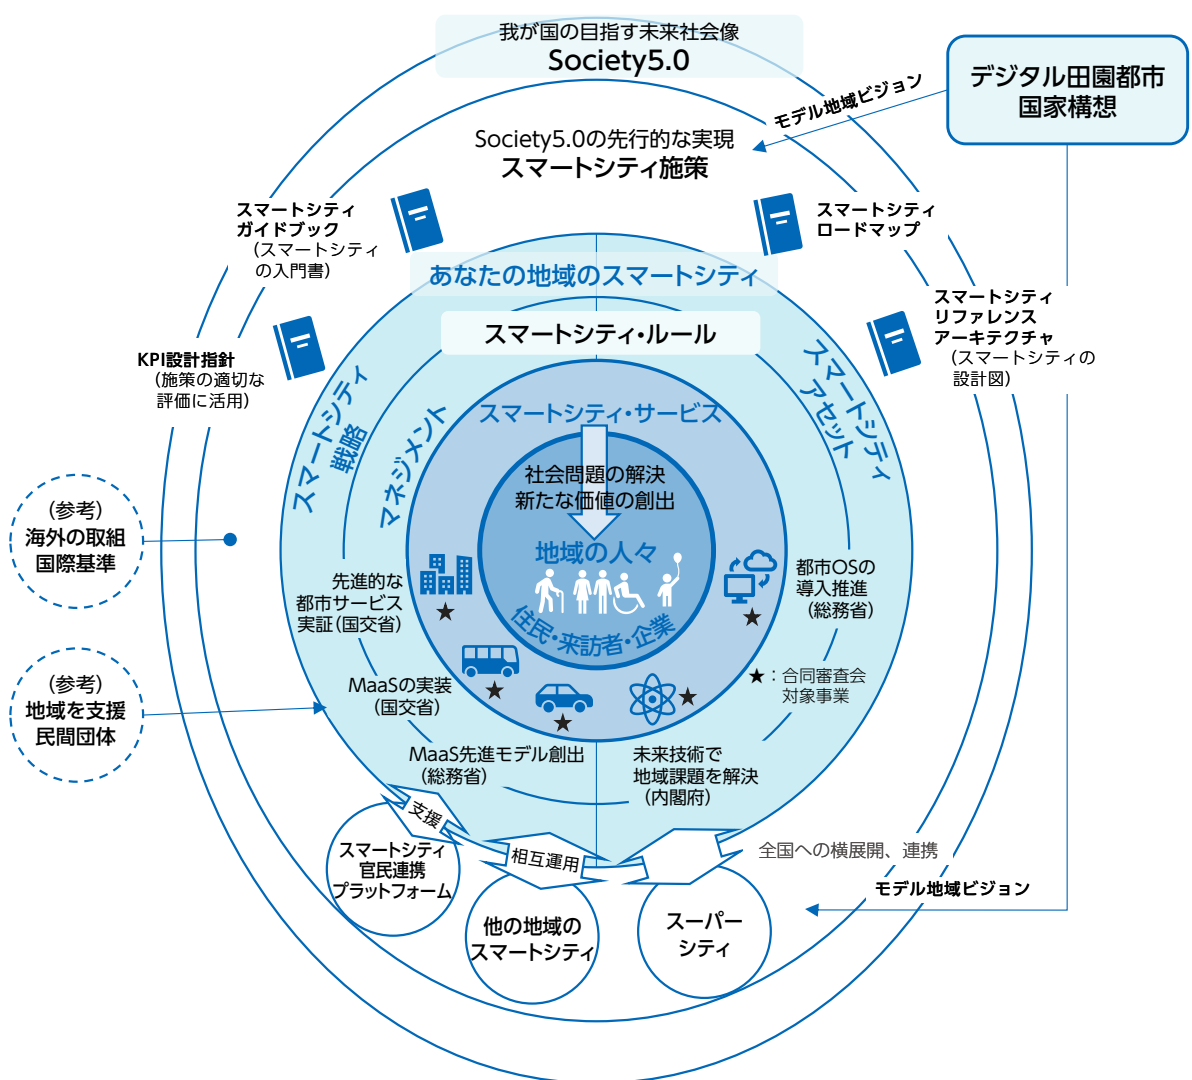 我が国の目指す未来社会像
Society5.0
デジタル田園都市
国家構想
モデル地域ビジョン
Society5.0の先行的な実現
スマートシティ施策
スマートシティ
ガイドブック
（スマートシティ
の入門書）
スマートシティ
ロードマップ
あなたの地域のスマートシティ
スマートシティ
リファレンス
アーキテクチャ
（スマートシティの
設計図）
KPI設計指針
（施策の適切な
評価に活用）
スマートシティ・ルール
スマートシティ
戦略
マネジメント
スマートシティ
アセット
スマートシティ・サービス
社会問題の解決
新たな価値の創出
地域の人々
住民・来訪者・企業
（参考）
海外の取組
国際基準
先進的な
都市サービス
実証（国交省）
★
都市OSの
導入推進
（総務省）
★
（参考）
地域を支援
民間団体
MaaSの実装
（国交省）
★
★
★
★：合同審査会
対象事業
MaaS先進モデル創出
（総務省）
未来技術で
地域課題を解決
（内閣府）
支援
相互運用
全国への横展開、連携
モデル地域ビジョン
スマートシティ
官民連携
プラットフォーム
他の地域の
スマートシティ
スーパー
シティ